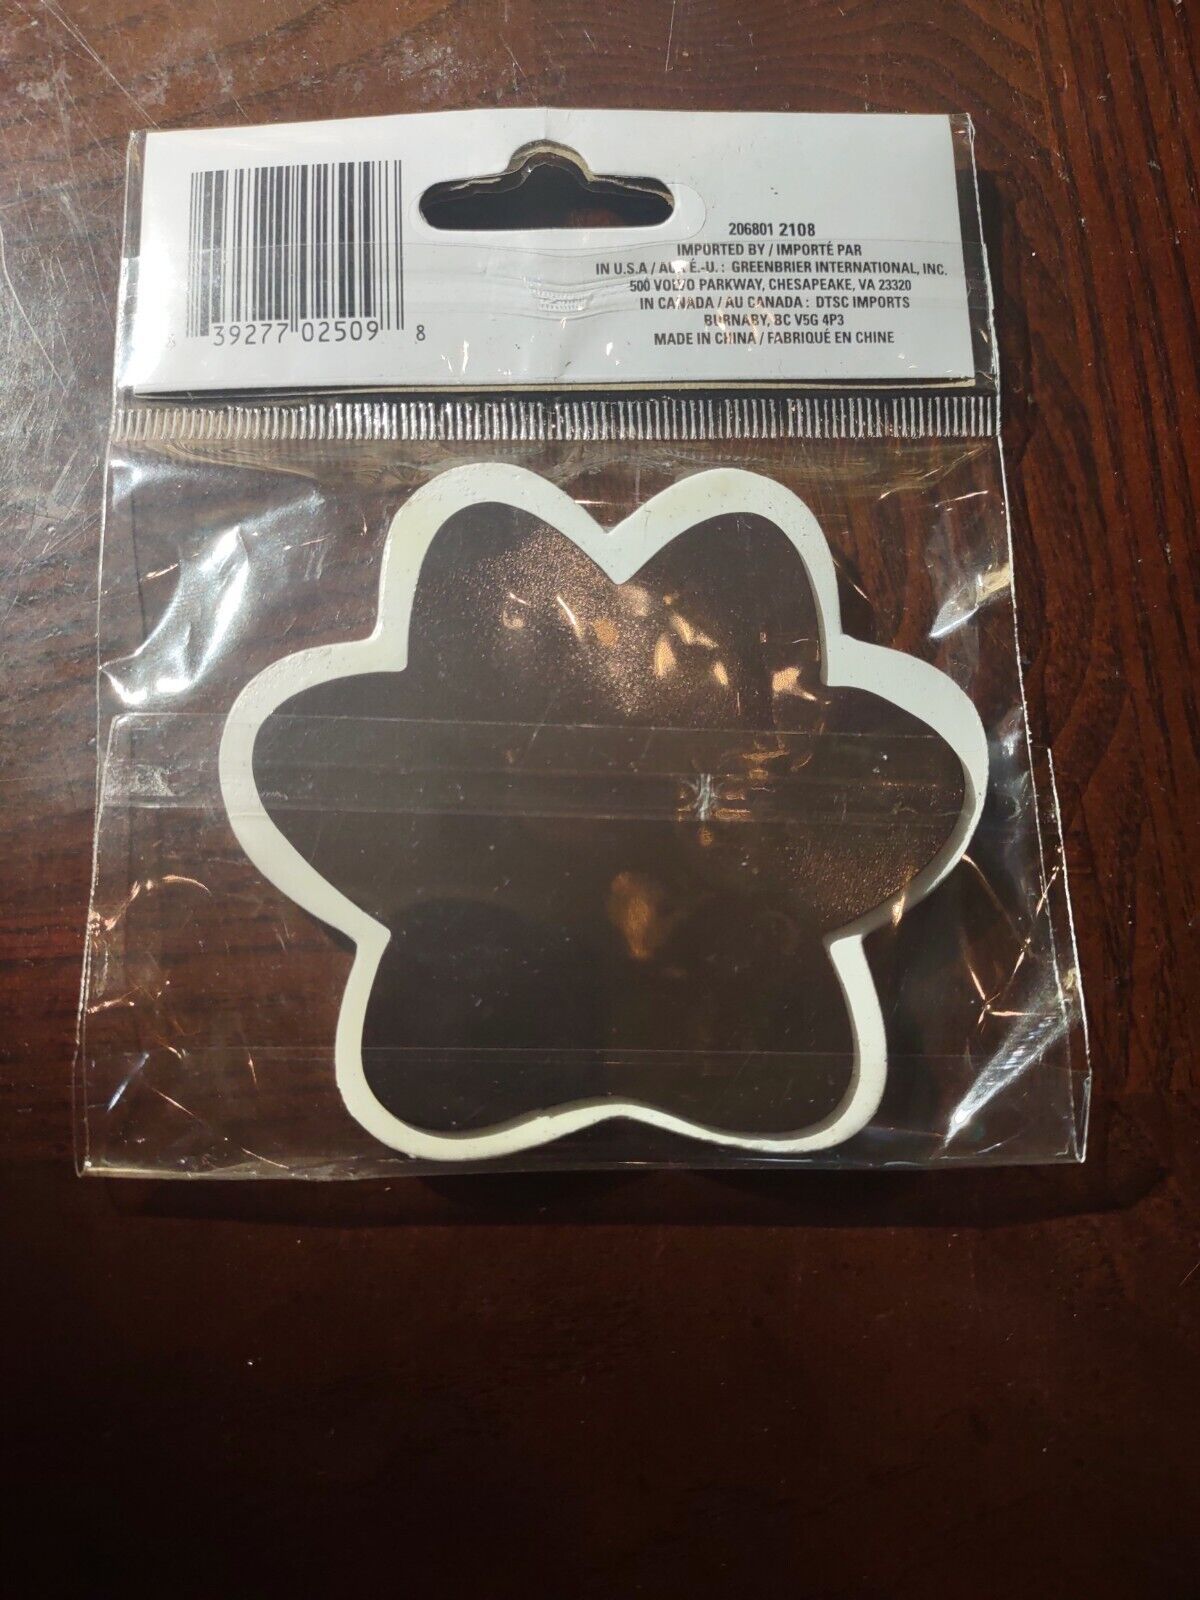 206801 2108
IMPORTED BY / IMPORTÉ PAR
IN U.S.A / AUX É.-U. : GREENBRIER INTERNATIONAL, INC.
500 VOLVO PARKWAY, CHESAPEAKE, VA 23320
IN CANADA / AU CANADA : DTSC IMPORTS
BURNABY, BC V5G 4P3
MADE IN CHINA / FABRIQUÉ EN CHINE
39277 02509 8